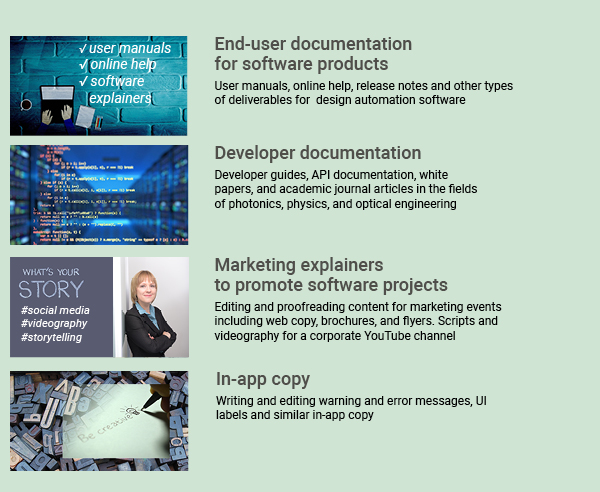 √ user manuals
√ online help
√ software
explainers
End-user documentation
for software products
User manuals, online help, release notes and other types
of deliverables for  design automation software
Developer documentation
Developer guides, API documentation, white
papers, and academic journal articles in the fields
of photonics, physics, and optical engineering
WHAT'S YOUR
STORY
#social media
#videography
#storytelling
Marketing explainers
to promote software projects
Editing and proofreading content for marketing events
including web copy, brochures, and flyers. Scripts and
videography for a corporate YouTube channel
Be creative
In-app copy
Writing and editing warning and error messages, UI
labels and similar in-app copy